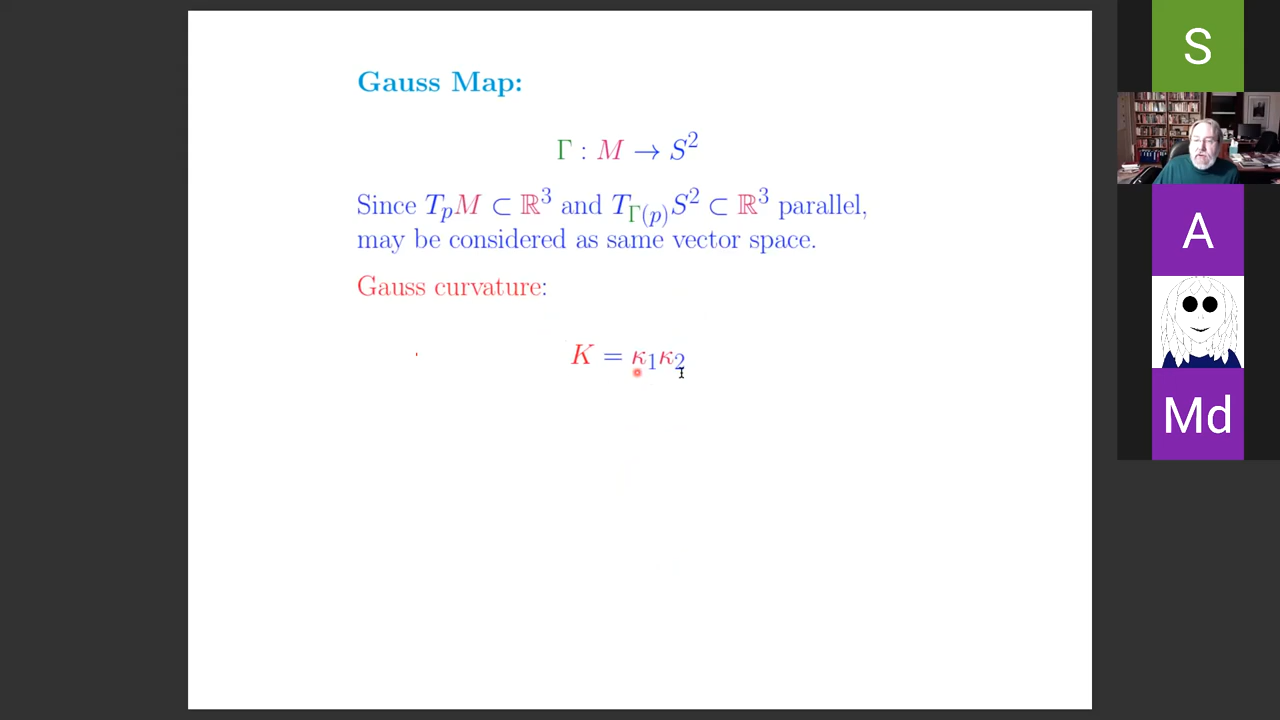 Gauss Map:
Γ : M → S²
Since TₚM ⊂ ℝ³ and T_Γ(p)S² ⊂ ℝ³ parallel,
may be considered as same vector space.
Gauss curvature:
K = κ₁κ₂
S
A
Md